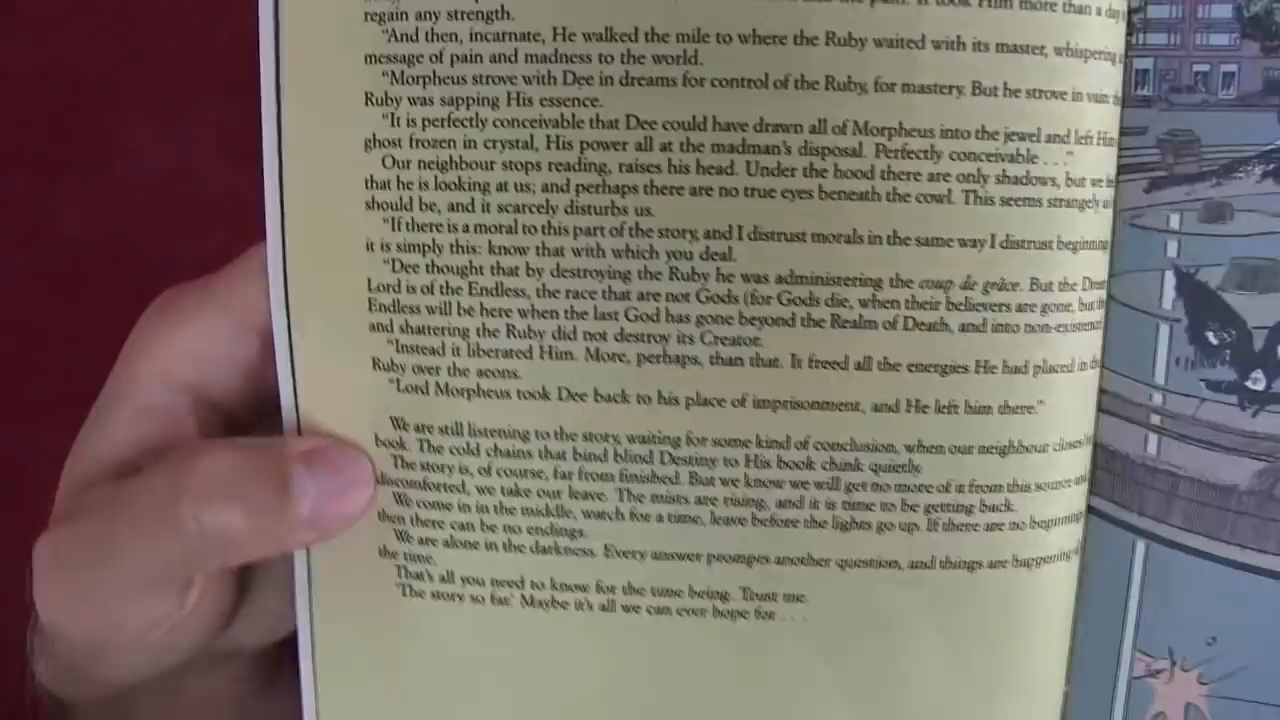 Him more than a day
regain any strength.
"And then, incarnate, He walked the mile to where the Ruby waited with its master, whispering
message of pain and madness to the world.
"Morpheus strove with Dee in dreams for control of the Ruby, for mastery. But he strove in vain:
Ruby was sapping His essence.
"It is perfectly conceivable that Dee could have drawn all of Morpheus into the jewel and left Him
ghost frozen in crystal, His power all at the madman's disposal. Perfectly conceivable . . ."
Our neighbour stops reading, raises his head. Under the hood there are only shadows, but we
that he is looking at us; and perhaps there are no true eyes beneath the cowl. This seems strangely
should be, and it scarcely disturbs us.
"If there is a moral to this part of the story, and I distrust morals in the same way I distrust beginning
it is simply this: know that with which you deal.
"Dee thought that by destroying the Ruby he was administering the coup de grâce. But the
Lord is of the Endless, the race that are not Gods (for Gods die, when their believers are gone, but
Endless will be here when the last God has gone beyond the Realm of Death, and into non-existence
and shattering the Ruby did not destroy its Creator.
"Instead it liberated Him. More, perhaps, than that. It freed all the energies He had placed in
Ruby over the aeons.
"Lord Morpheus took Dee back to his place of imprisonment, and He left him there."
We are still listening to the story, waiting for some kind of conclusion, when our neighbour closes
book. The cold chains that bind blind Destiny to His book chink quietly.
The story is, of course, far from finished. But we know we will get no more of it from this source
discomforted, we take our leave. The mists are rising, and it is time to be getting back.
We come in in the middle, watch for a time, leave before the lights go up. If there are no beginning
then there can be no endings.
We are alone in the darkness. Every answer prompts another question, and things are happening
the time.
That's all you need to know for the time being. Trust me.
'The story so far.' Maybe it's all we can ever hope for . . .